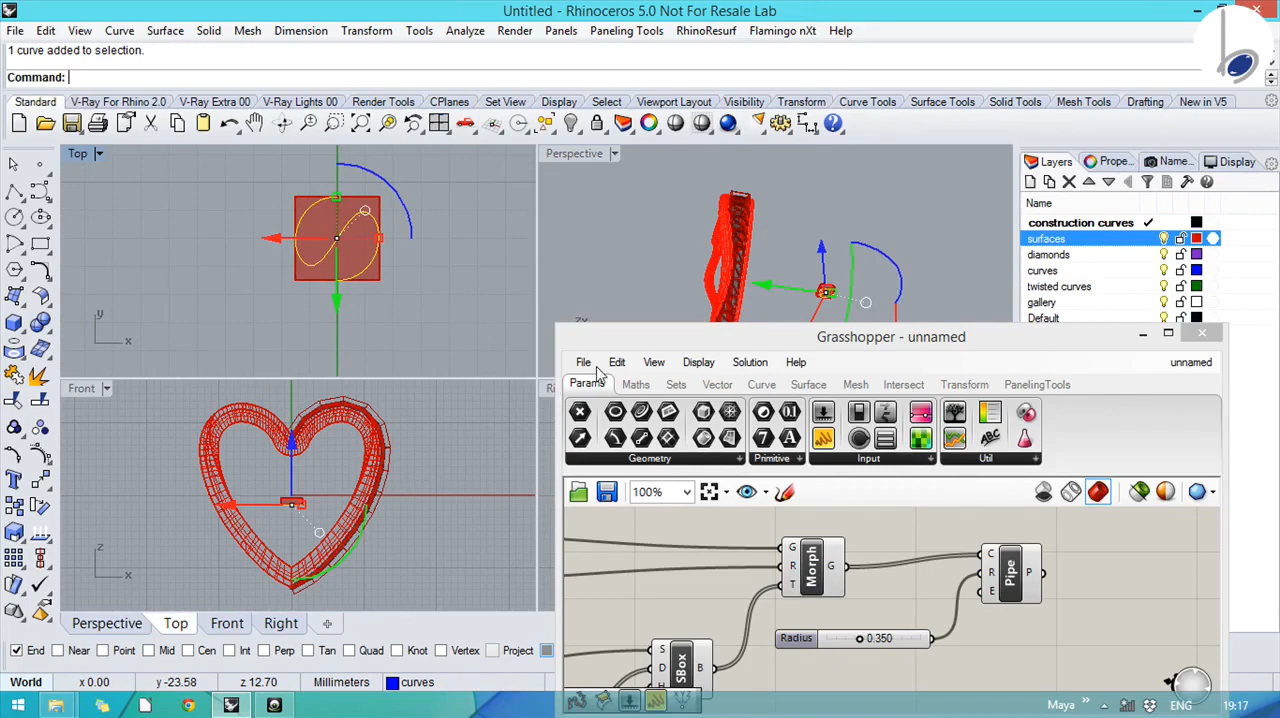 Untitled - Rhinoceros 5.0 Not For Resale Lab
File Edit View Curve Surface Solid Mesh Dimension Transform Tools Analyze Render Panels Paneling Tools RhinoResurf Flamingo nXt Help
1 curve added to selection.
Command:
Standard V-Ray For Rhino 2.0 V-Ray Extra 00 V-Ray Lights 00 Render Tools CPlanes Set View Display Select Viewport Layout Visibility Transform Curve Tools Surface Tools Solid Tools Mesh Tools Drafting New in V5
Top
Perspective
Layers Prope... Name... Display
Name
construction curves
surfaces
diamonds
curves
twisted curves
gallery
Default
y
x
z x
Front
z
x
Grasshopper - unnamed
File Edit View Display Solution Help unnamed
Params Maths Sets Vector Curve Surface Mesh Intersect Transform PanelingTools
Geometry Primitive Input Util
100%
G
R
T
Morph
G
C
R
E
Pipe
P
Radius 0.350
S
D
SBox
B
Perspective Top Front Right
End Near Point Mid Cen Int Perp Tan Quad Knot Vertex Project
World x 0.00 y -23.58 z 12.70 Millimeters curves
Maya ENG 19:17